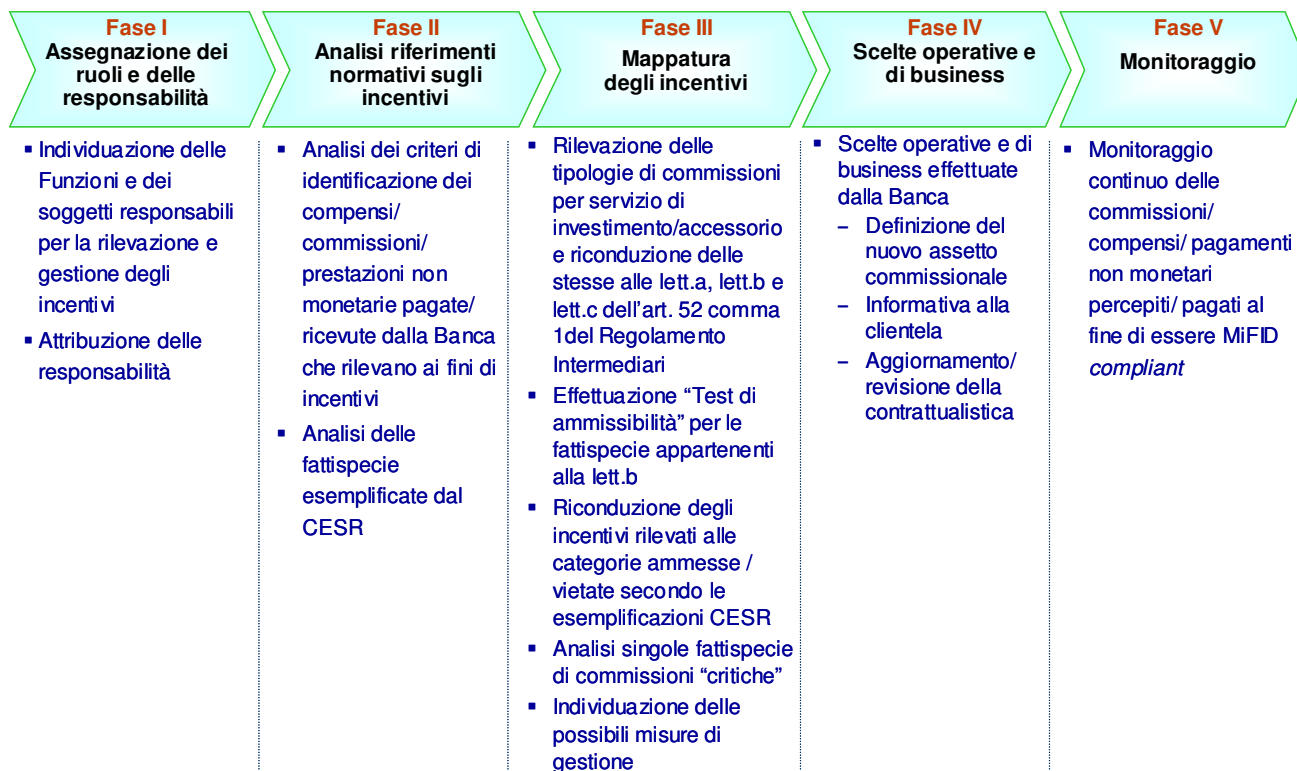 Fase I
Assegnazione dei
ruoli e delle
responsabilità
Fase II
Analisi riferimenti
normativi sugli
incentivi
Fase III
Mappatura
degli incentivi
Fase IV
Scelte operative e
di business
Fase V
Monitoraggio
▪ Individuazione delle
Funzioni e dei
soggetti responsabili
per la rilevazione e
gestione degli
incentivi
▪ Attribuzione delle
responsabilità
▪ Analisi dei criteri di
identificazione dei
compensi/
commissioni/
prestazioni non
monetarie pagate/
ricevute dalla Banca
che rilevano ai fini di
incentivi
▪ Analisi delle
fattispecie
esemplificate dal
CESR
▪ Rilevazione delle
tipologie di commissioni
per servizio di
investimento/accessorio
e riconduzione delle
stesse alle lett.a, lett.b e
lett.c dell'art. 52 comma
1del Regolamento
Intermediari
▪ Effettuazione “Test di
ammissibilità” per le
fattispecie appartenenti
alla lett.b
▪ Riconduzione degli
incentivi rilevati alle
categorie ammesse /
vietate secondo le
esemplificazioni CESR
▪ Analisi singole fattispecie
di commissioni “critiche”
▪ Individuazione delle
possibili misure di
gestione
▪ Scelte operative e di
business effettuate
dalla Banca
– Definizione del
nuovo assetto
commissionale
– Informativa alla
clientela
– Aggiornamento/
revisione della
contrattualistica
▪ Monitoraggio
continuo delle
commissioni/
compensi/ pagamenti
non monetari
percepiti/ pagati al
fine di essere MiFID
compliant